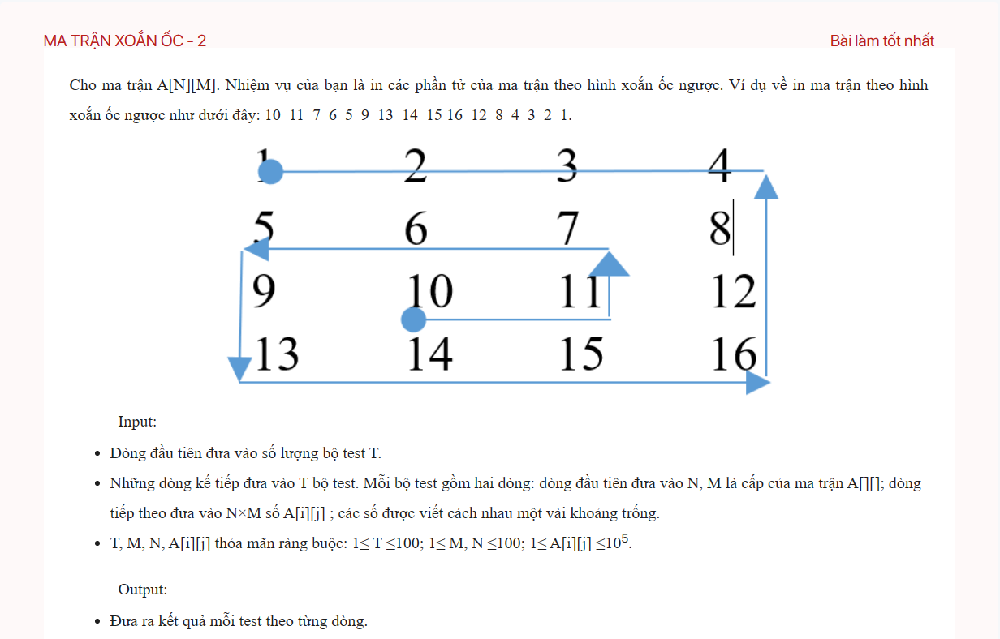 MA TRẬN XOẮN ỐC - 2
Bài làm tốt nhất
Cho ma trận A[N][M]. Nhiệm vụ của bạn là in các phần tử của ma trận theo hình xoắn ốc ngược. Ví dụ về in ma trận theo hình
xoắn ốc ngược như dưới đây: 10 11 7 6 5 9 13 14 15 16 12 8 4 3 2 1.
1 2 3 4
5 6 7 8
9 10 11 12
13 14 15 16
Input:
• Dòng đầu tiên đưa vào số lượng bộ test T.
• Những dòng kế tiếp đưa vào T bộ test. Mỗi bộ test gồm hai dòng: dòng đầu tiên đưa vào N, M là cấp của ma trận A[][]; dòng
tiếp theo đưa vào N×M số A[i][j] ; các số được viết cách nhau một vài khoảng trống.
• T, M, N, A[i][j] thỏa mãn ràng buộc: 1≤ T ≤100; 1≤ M, N ≤100; 1≤ A[i][j] ≤10⁵.
Output:
• Đưa ra kết quả mỗi test theo từng dòng.